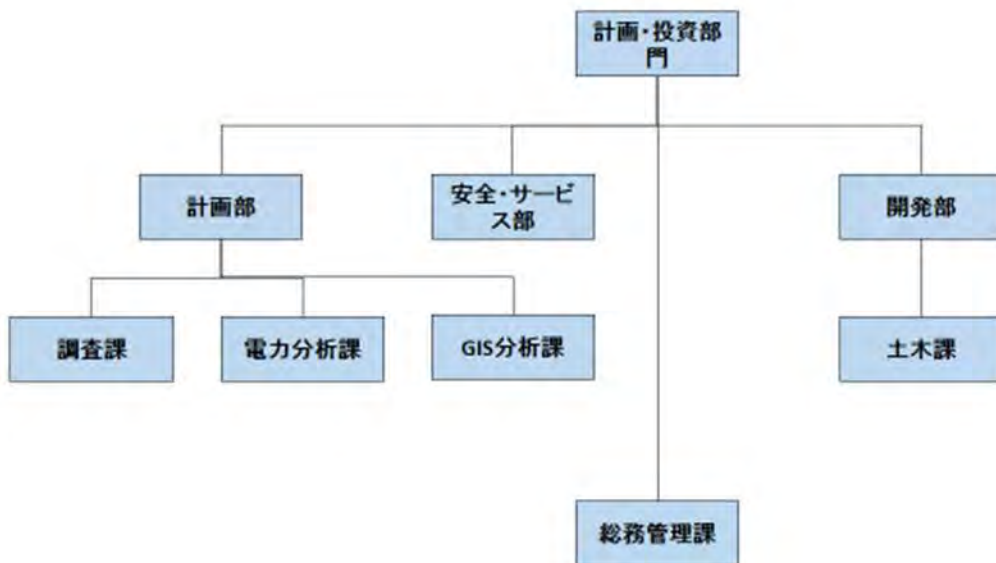 計画・投資部
門
計画部
安全・サービ
ス部
開発部
調査課
電力分析課
GIS分析課
土木課
総務管理課